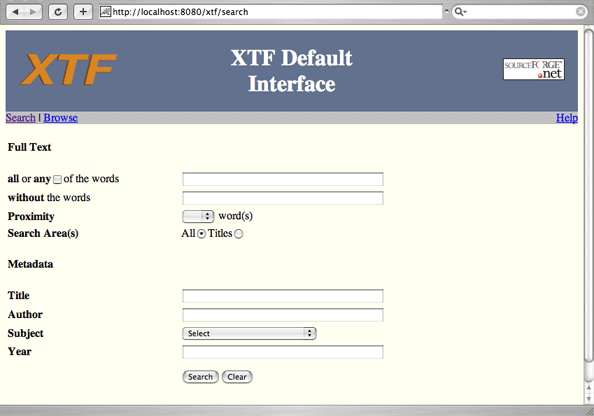 http://localhost:8080/xtf/search
XTF
XTF Default
Interface
SOURCEFORGE
.net
Search | Browse
Help
Full Text
all or any of the words
without the words
Proximity word(s)
Search Area(s) All Titles
Metadata
Title
Author
Subject Select
Year
Search Clear